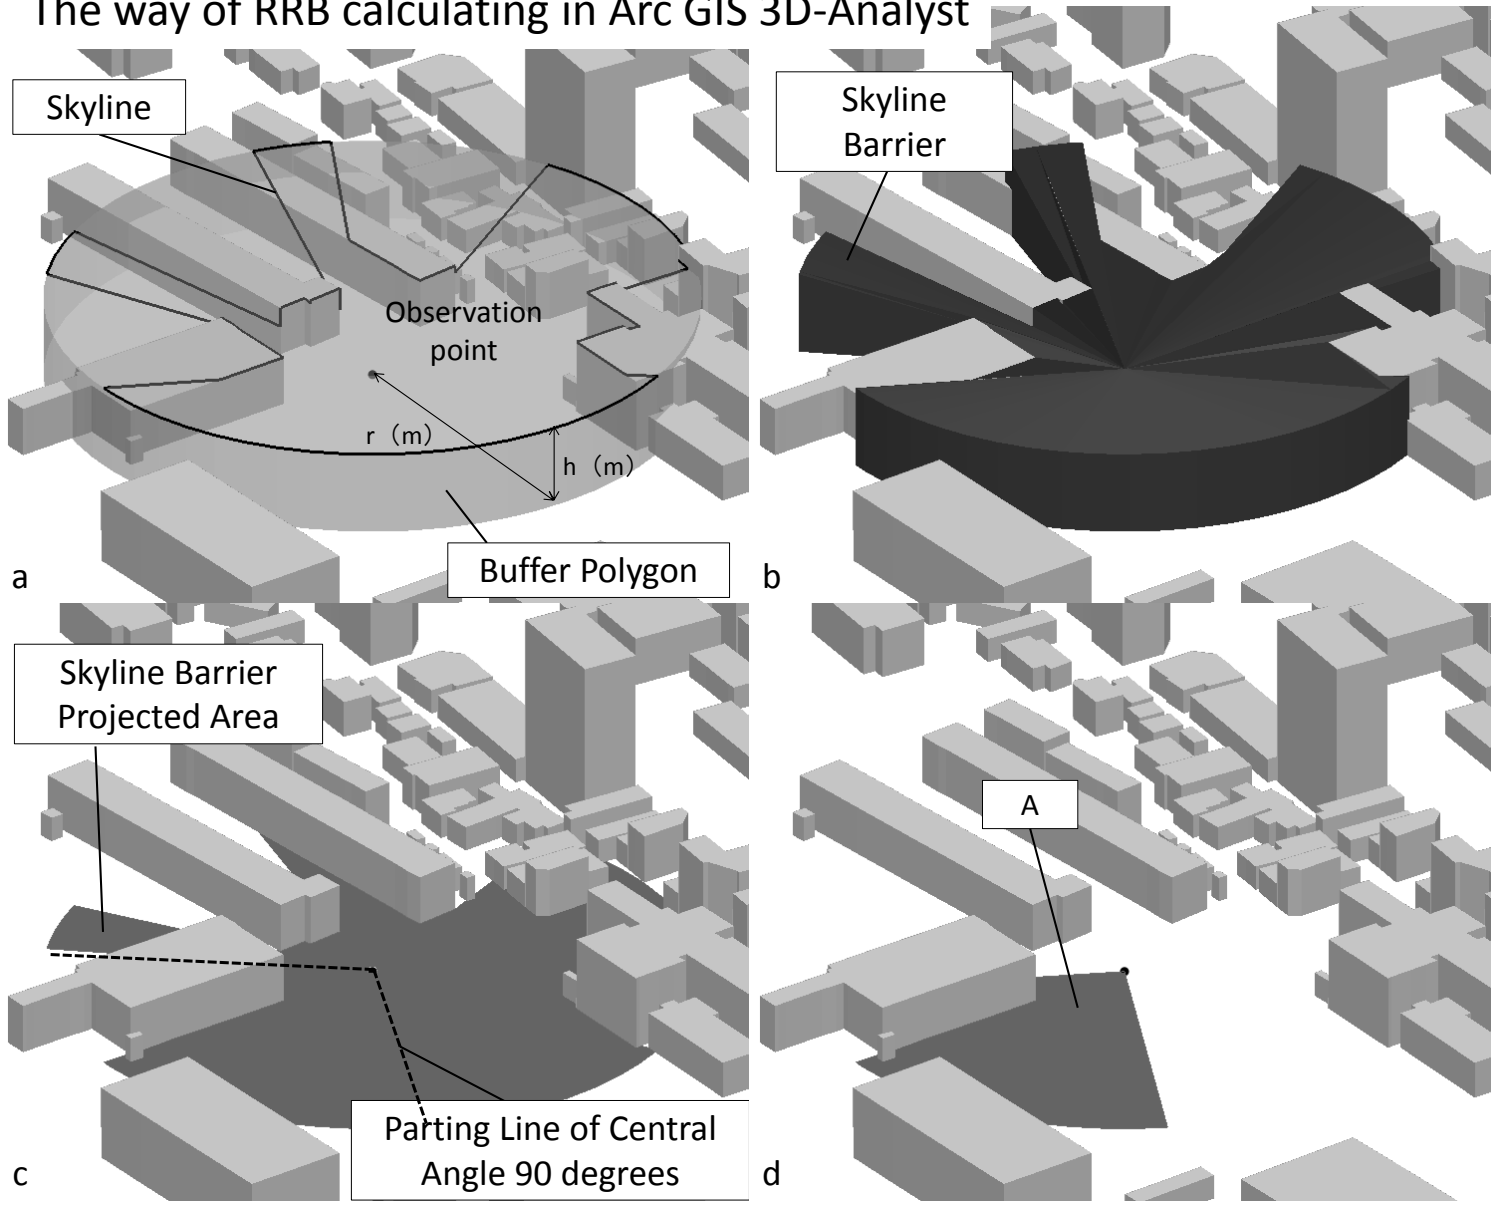 The way of RRB calculating in Arc GIS 3D-Analyst
Skyline
Observation
point
r (m)
h (m)
Buffer Polygon
a
Skyline
Barrier
b
Skyline Barrier
Projected Area
Parting Line of Central
Angle 90 degrees
c
A
d